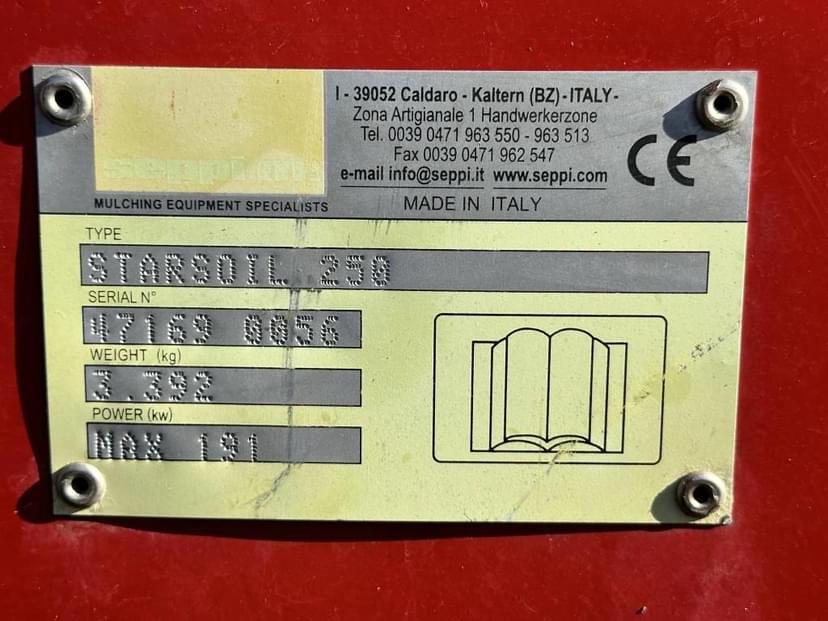 seppi m.
MULCHING EQUIPMENT SPECIALISTS
I - 39052 Caldaro - Kaltern (BZ) - ITALY -
Zona Artigianale 1 Handwerkerzone
Tel. 0039 0471 963 550 - 963 513
Fax 0039 0471 962 547
e-mail info@seppi.it www.seppi.com
MADE IN ITALY
CE
TYPE
STARSOIL 250
SERIAL N°
47169 0056
WEIGHT (kg)
3.392
POWER (kw)
MAX 191